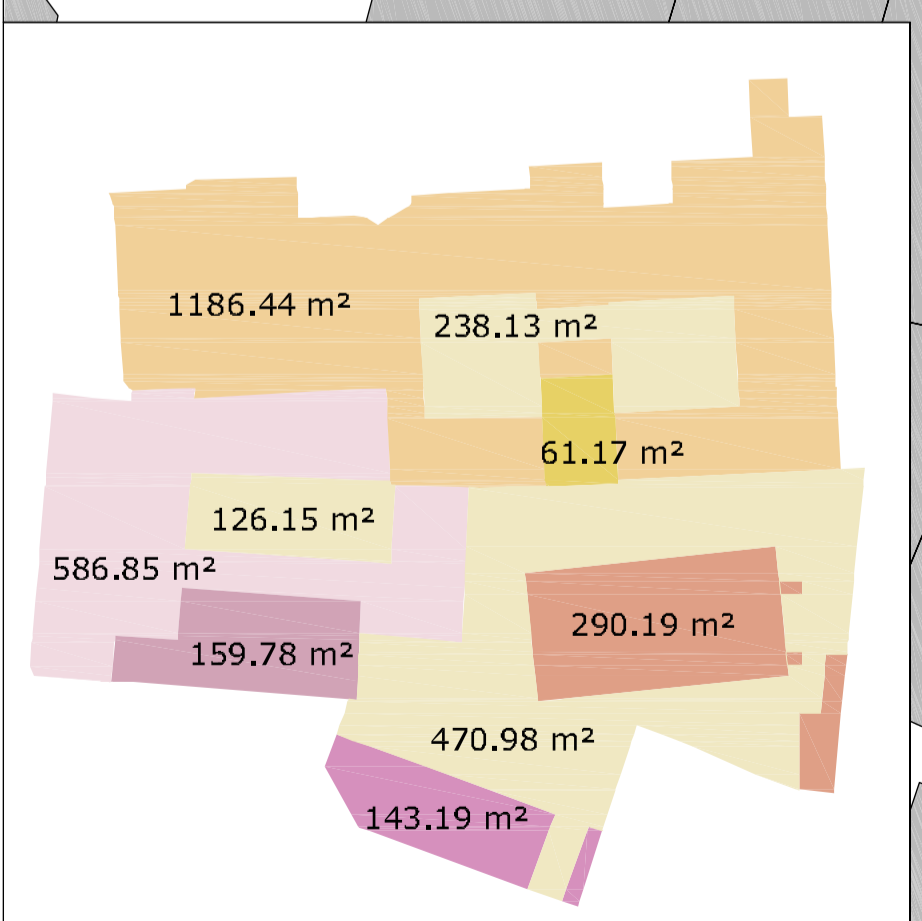 1186.44 m²
238.13 m²
61.17 m²
126.15 m²
586.85 m²
290.19 m²
159.78 m²
470.98 m²
143.19 m²